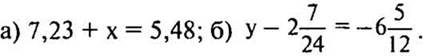 а) 7,23 + x = 5,48; б) y − 2 7/24 = −6 5/12.